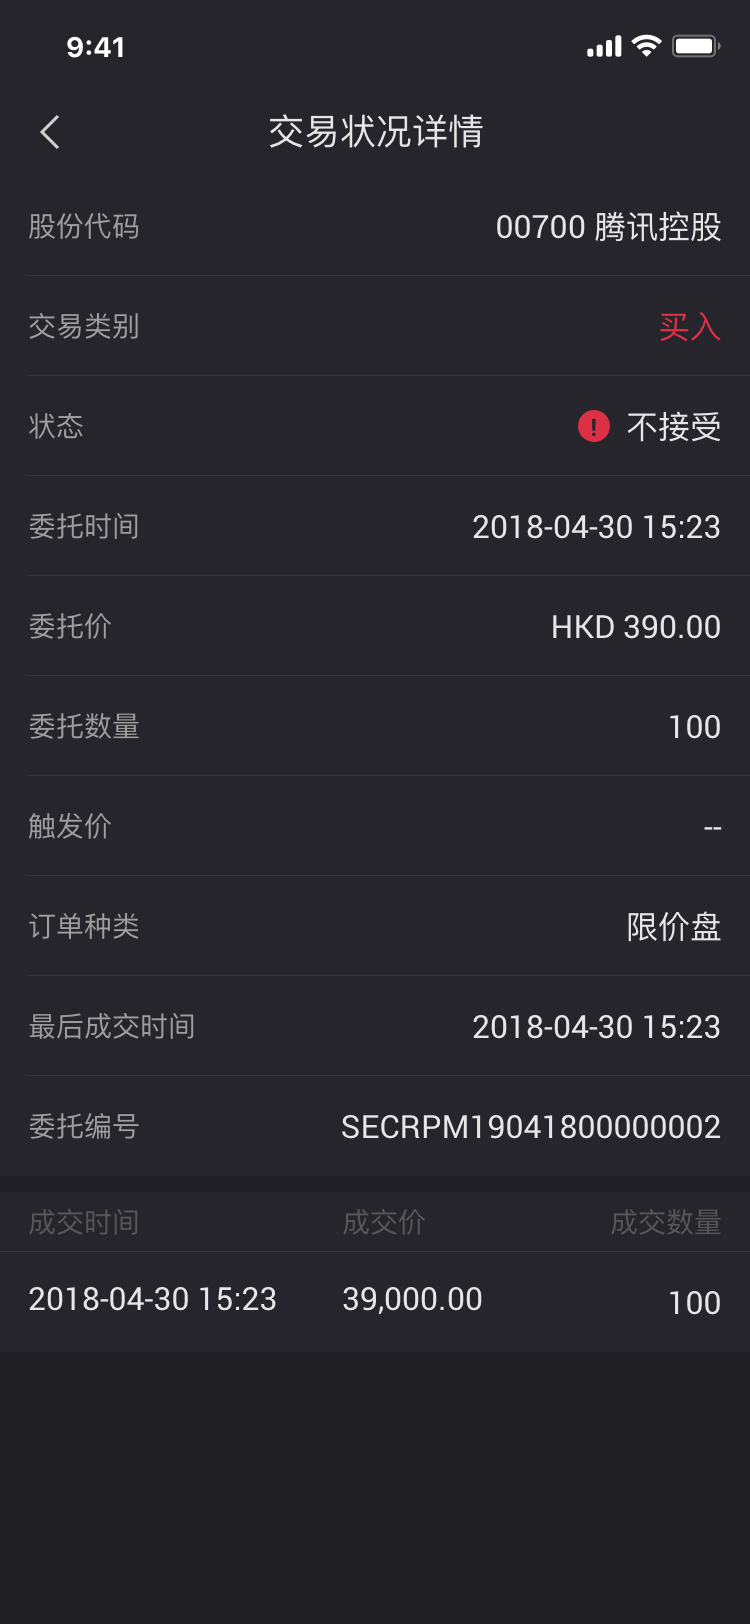 9:41
交易状况详情
股份代码 00700 腾讯控股
交易类别 买入
状态 ! 不接受
委托时间 2018-04-30 15:23
委托价 HKD 390.00
委托数量 100
触发价 --
订单种类 限价盘
最后成交时间 2018-04-30 15:23
委托编号 SECRPM19041800000002
成交时间 成交价 成交数量
2018-04-30 15:23 39,000.00 100